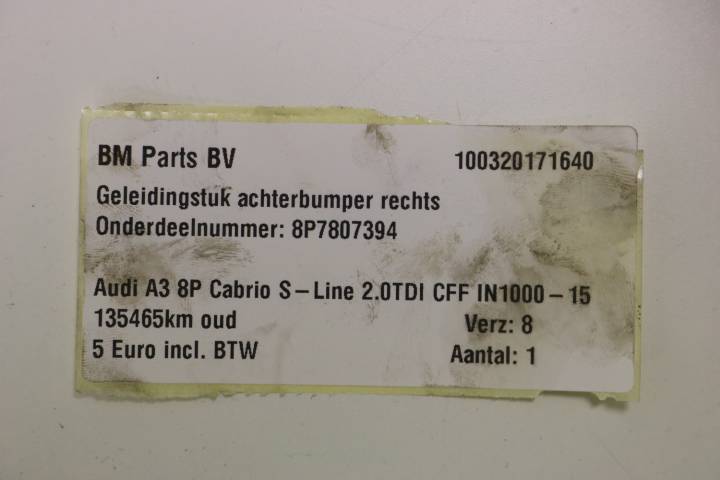 BM Parts BV 100320171640
Geleidingstuk achterbumper rechts
Onderdeelnummer: 8P7807394
Audi A3 8P Cabrio S-Line 2.0TDI CFF IN1000-15
135465km oud Verz: 8
5 Euro incl. BTW Aantal: 1